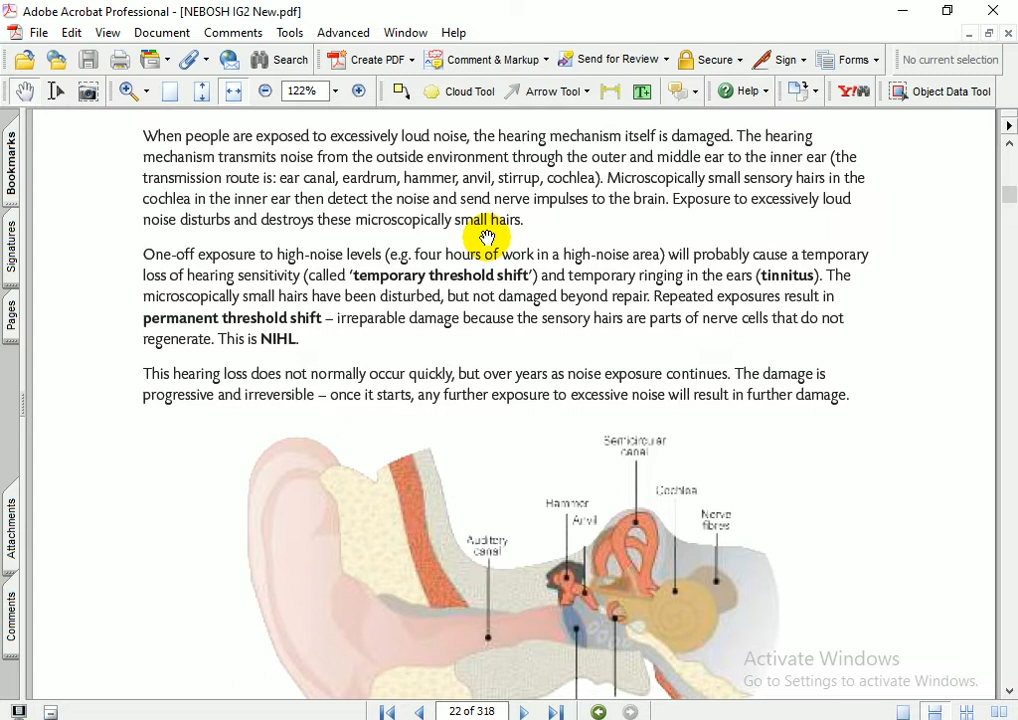 Adobe Acrobat Professional - [NEBOSH IG2 New.pdf]
File Edit View Document Comments Tools Advanced Window Help
Search Create PDF Comment & Markup Send for Review Secure Sign Forms No current selection
122% Cloud Tool Arrow Tool Help Y! Object Data Tool
Bookmarks
Signatures
Pages
Attachments
Comments
When people are exposed to excessively loud noise, the hearing mechanism itself is damaged. The hearing
mechanism transmits noise from the outside environment through the outer and middle ear to the inner ear (the
transmission route is: ear canal, eardrum, hammer, anvil, stirrup, cochlea). Microscopically small sensory hairs in the
cochlea in the inner ear then detect the noise and send nerve impulses to the brain. Exposure to excessively loud
noise disturbs and destroys these microscopically small hairs.
One-off exposure to high-noise levels (e.g. four hours of work in a high-noise area) will probably cause a temporary
loss of hearing sensitivity (called ‘temporary threshold shift’) and temporary ringing in the ears (tinnitus). The
microscopically small hairs have been disturbed, but not damaged beyond repair. Repeated exposures result in
permanent threshold shift – irreparable damage because the sensory hairs are parts of nerve cells that do not
regenerate. This is NIHL.
This hearing loss does not normally occur quickly, but over years as noise exposure continues. The damage is
progressive and irreversible – once it starts, any further exposure to excessive noise will result in further damage.
Semicircular
canal
Cochlea
Hammer
Anvil
Nerve
fibres
Auditory
canal
Activate Windows
Go to Settings to activate Windows.
22 of 318